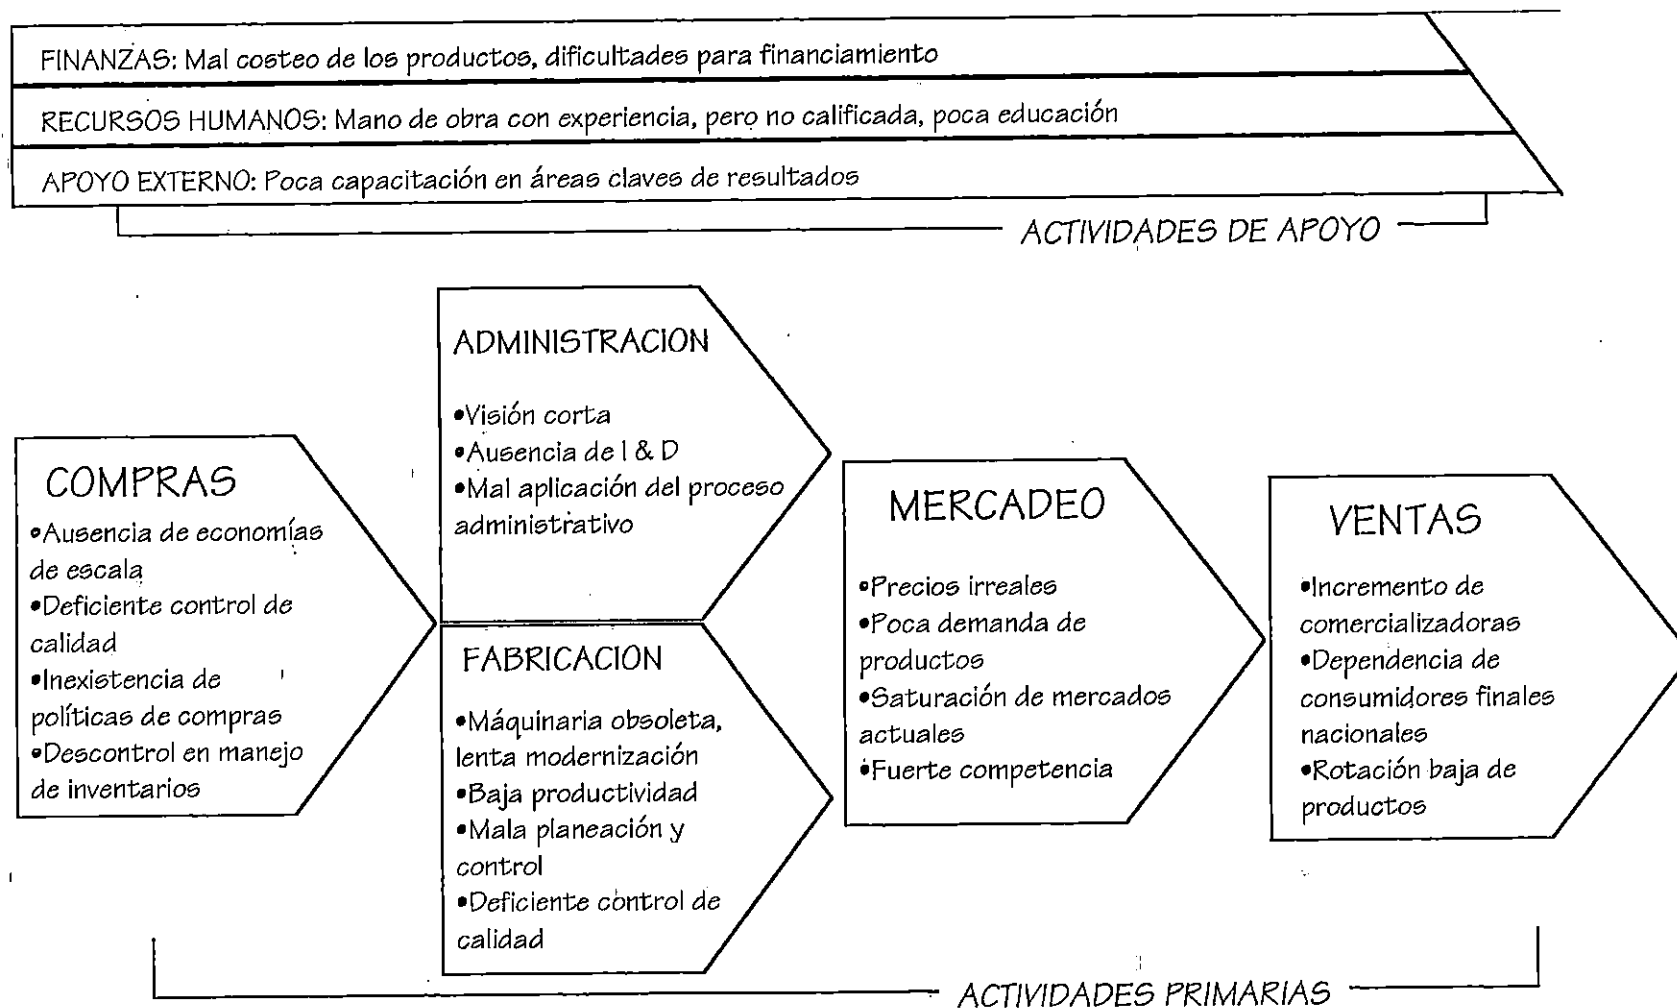 FINANZAS: Mal costeo de los productos, dificultades para financiamiento
RECURSOS HUMANOS: Mano de obra con experiencia, pero no calificada, poca educación
APOYO EXTERNO: Poca capacitación en áreas claves de resultados
ACTIVIDADES DE APOYO
COMPRAS
•Ausencia de economías
de escala
•Deficiente control de
calidad
•Inexistencia de
políticas de compras
•Descontrol en manejo
de inventarios
ADMINISTRACION
•Visión corta
•Ausencia de I & D
•Mal aplicación del proceso
administrativo
FABRICACION
•Máquinaria obsoleta,
lenta modernización
•Baja productividad
•Mala planeación y
control
•Deficiente control de
calidad
MERCADEO
•Precios irreales
•Poca demanda de
productos
•Saturación de mercados
actuales
•Fuerte competencia
VENTAS
•Incremento de
comercializadoras
•Dependencia de
consumidores finales
nacionales
•Rotación baja de
productos
ACTIVIDADES PRIMARIAS